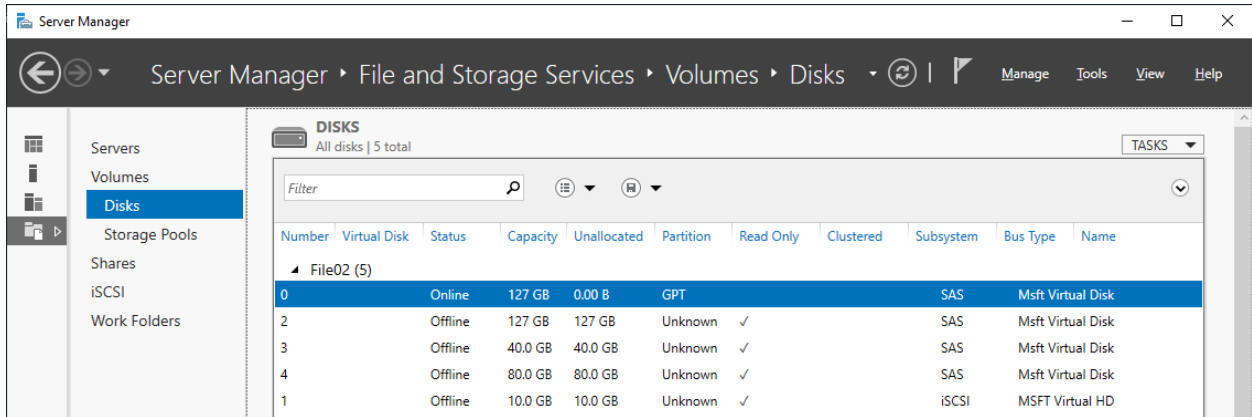 Server Manager
Server Manager ‣ File and Storage Services ‣ Volumes ‣ Disks
Manage Tools View Help
Servers
Volumes
Disks
Storage Pools
Shares
iSCSI
Work Folders
DISKS
All disks | 5 total
TASKS
Filter
Number Virtual Disk Status Capacity Unallocated Partition Read Only Clustered Subsystem Bus Type Name
File02 (5)
0 Online 127 GB 0.00 B GPT SAS Msft Virtual Disk
2 Offline 127 GB 127 GB Unknown ✓ SAS Msft Virtual Disk
3 Offline 40.0 GB 40.0 GB Unknown ✓ SAS Msft Virtual Disk
4 Offline 80.0 GB 80.0 GB Unknown ✓ SAS Msft Virtual Disk
1 Offline 10.0 GB 10.0 GB Unknown ✓ iSCSI MSFT Virtual HD